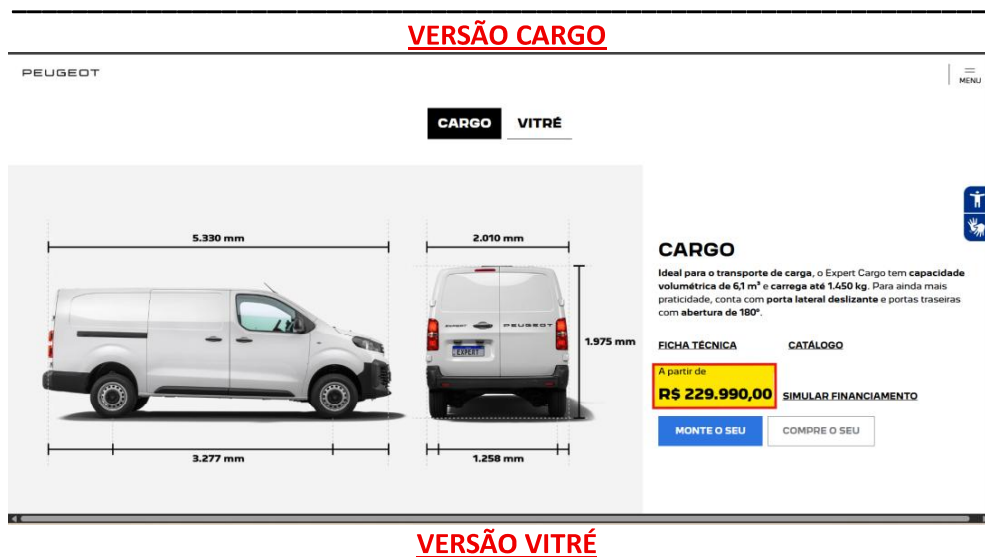 VERSÃO CARGO
PEUGEOT
MENU
CARGO VITRÉ
5.330 mm
2.010 mm
1.975 mm
EXPERT PEUGEOT
EXPERT
3.277 mm
1.258 mm
CARGO
Ideal para o transporte de carga, o Expert Cargo tem capacidade
volumétrica de 6,1 m³ e carrega até 1.450 kg. Para ainda mais
praticidade, conta com porta lateral deslizante e portas traseiras
com abertura de 180º.
FICHA TÉCNICA CATÁLOGO
A partir de
R$ 229.990,00 SIMULAR FINANCIAMENTO
MONTE O SEU COMPRE O SEU
VERSÃO VITRÉ